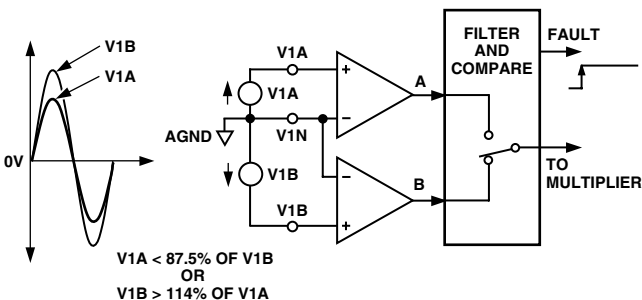 V1B
V1A
0V
AGND
V1A
V1A
V1N
V1B
V1B
A
B
FILTER
AND
COMPARE
FAULT
TO
MULTIPLIER
V1A < 87.5% OF V1B
OR
V1B > 114% OF V1A